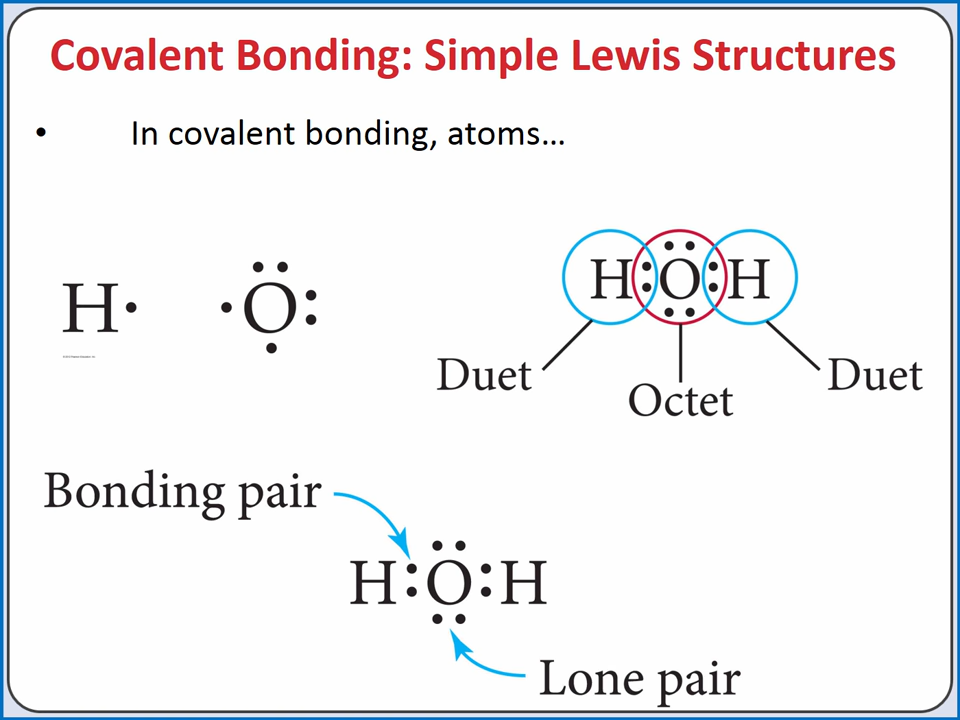 Covalent Bonding: Simple Lewis Structures
• In covalent bonding, atoms…
H· ·Ö:
H:O:H
Duet
Octet
Duet
Bonding pair
H:O:H
Lone pair